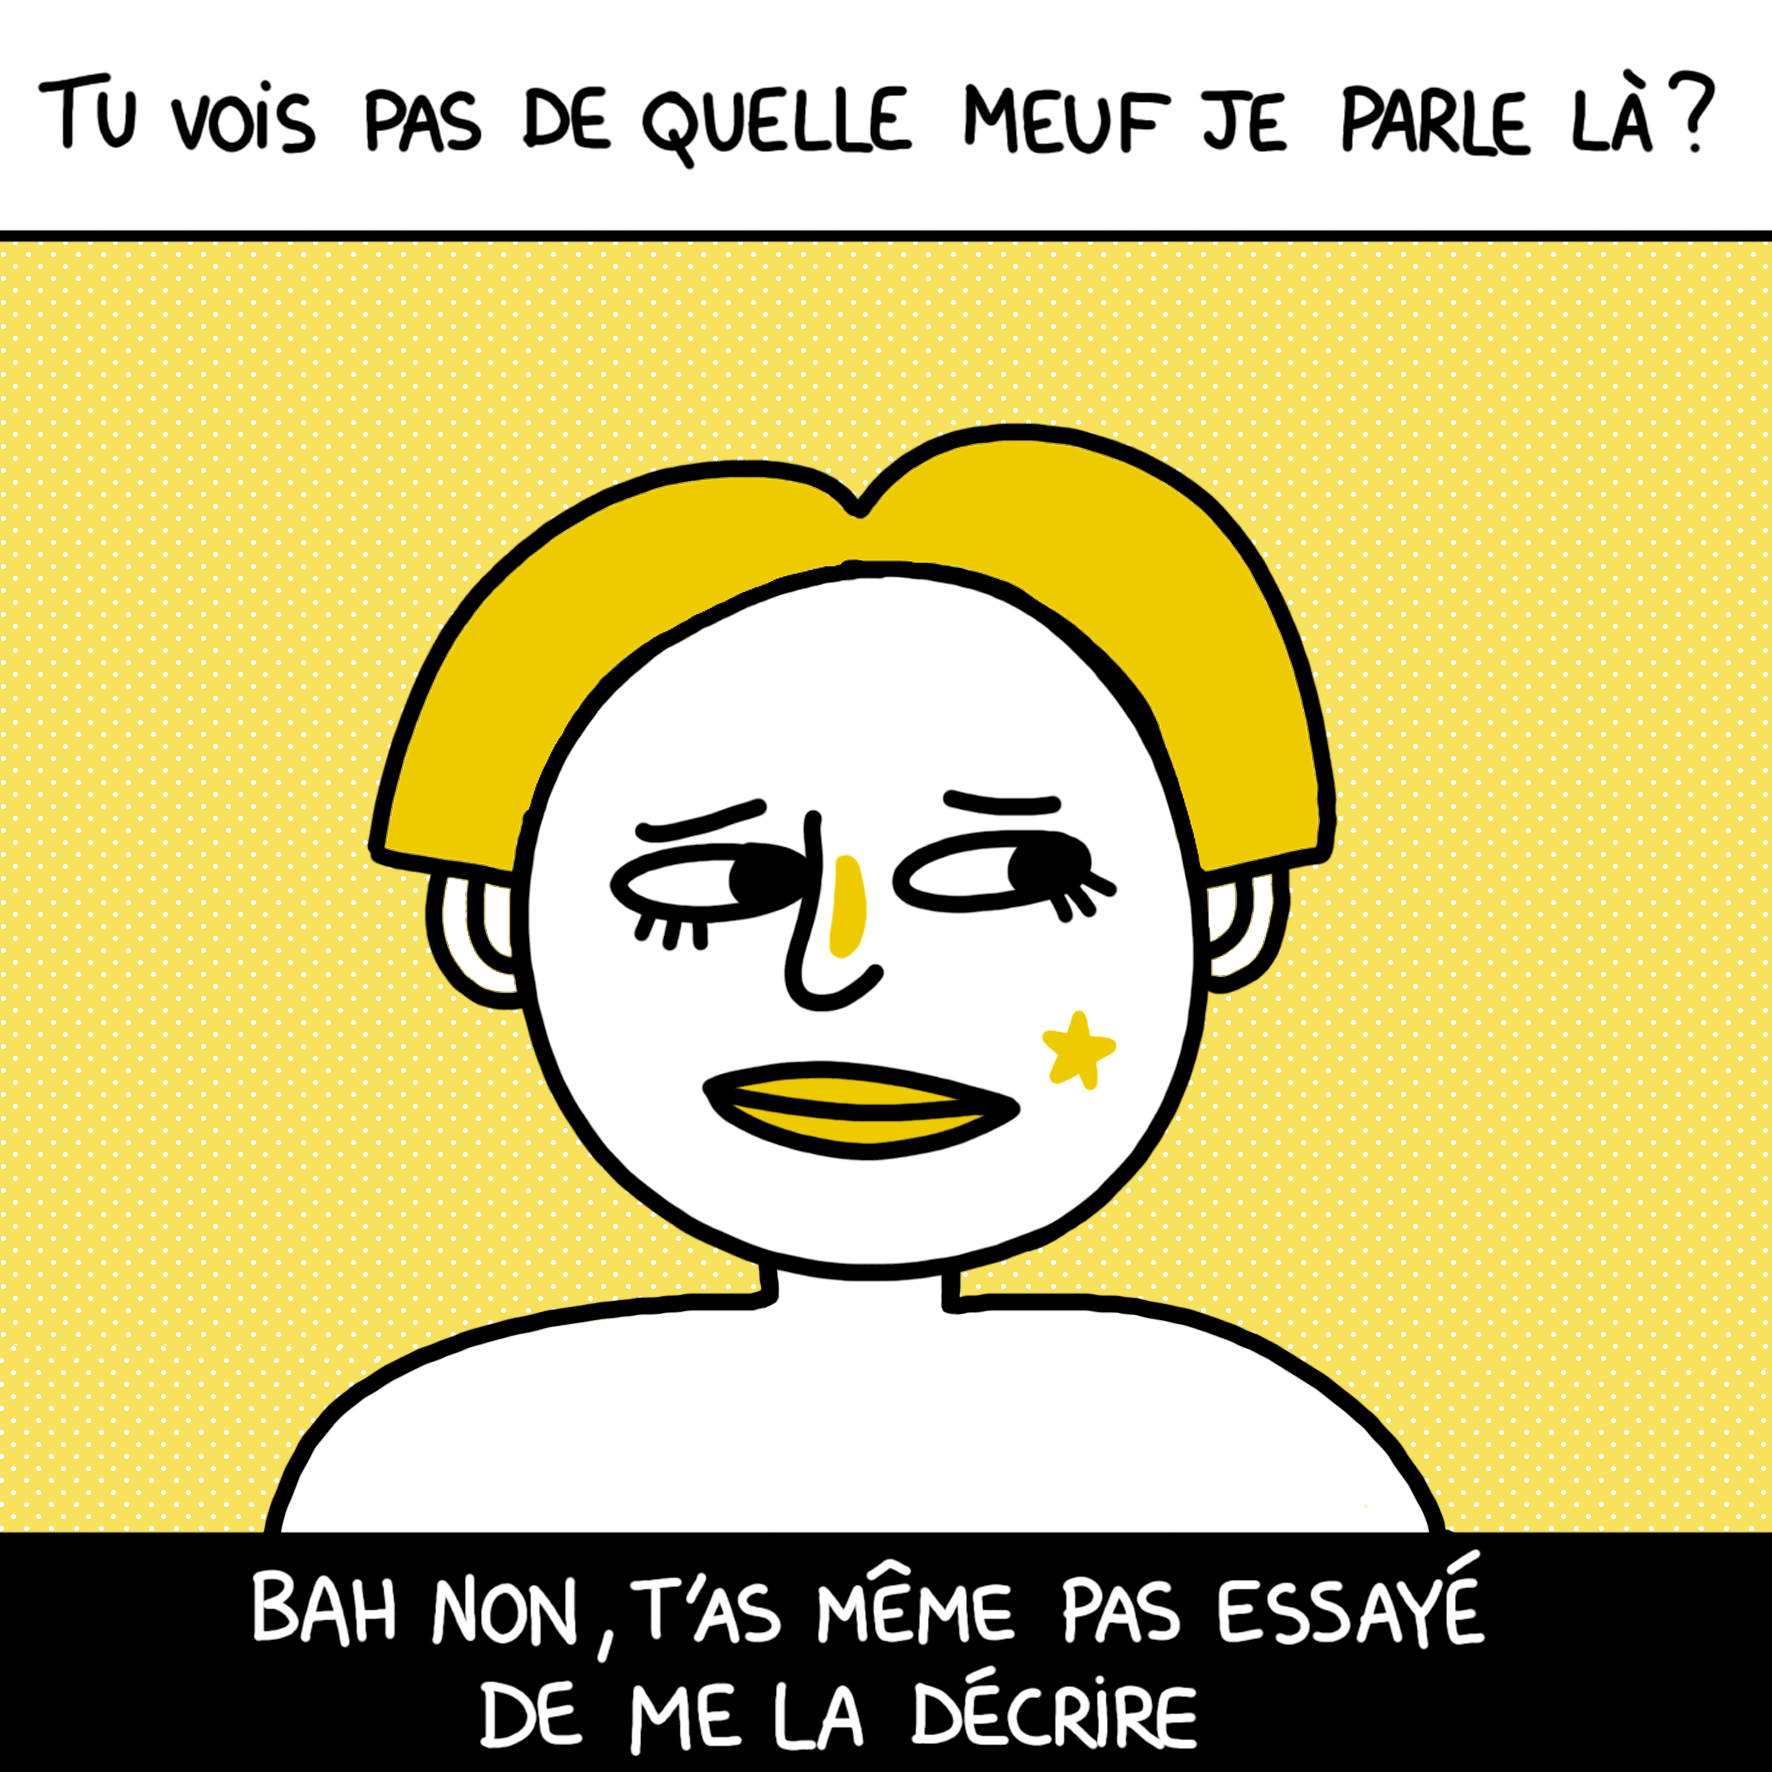 TU VOIS PAS DE QUELLE MEUF JE PARLE LÀ ?
BAH NON, T'AS MÊME PAS ESSAYÉ
DE ME LA DÉCRIRE